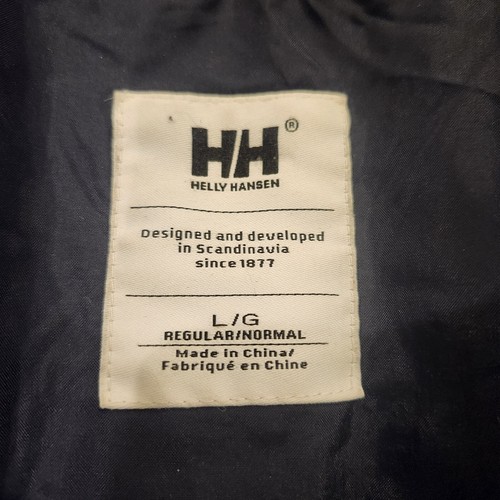 HH®
HELLY HANSEN
Designed and developed
in Scandinavia
since 1877
L/G
REGULAR/NORMAL
Made in China/
Fabriqué en Chine